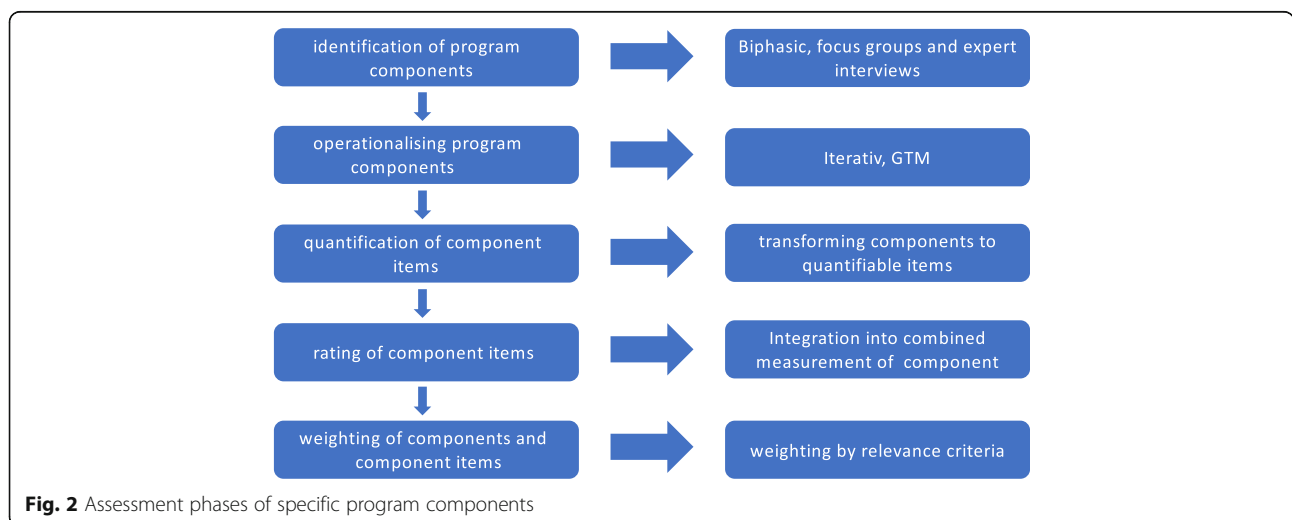 identification of program
components
Biphasic, focus groups and expert
interviews
operationalising program
components
Iterativ, GTM
quantification of component
items
transforming components to
quantifiable items
rating of component items
Integration into combined
measurement of component
weighting of components and
component items
weighting by relevance criteria
Fig. 2 Assessment phases of specific program components